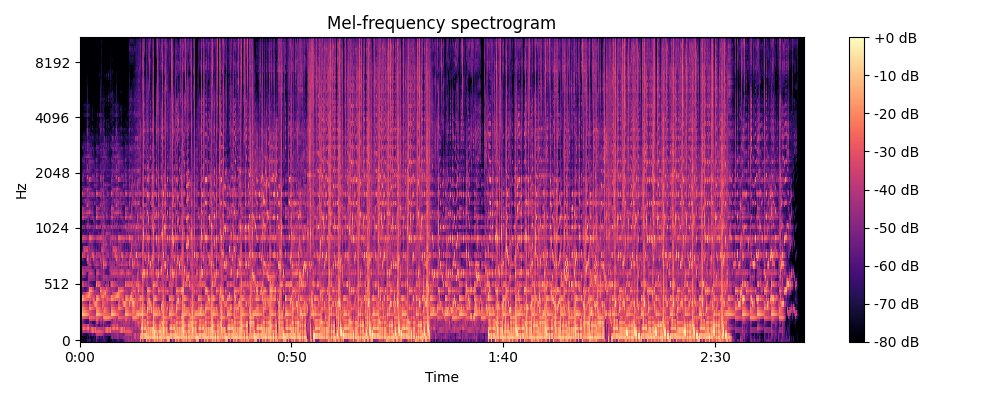 Mel-frequency spectrogram
+0 dB
8192
-10 dB
4096
-20 dB
-30 dB
2048
-40 dB
Hz
1024
-50 dB
512
-60 dB
-70 dB
0
-80 dB
0:00
0:50
1:40
2:30
Time